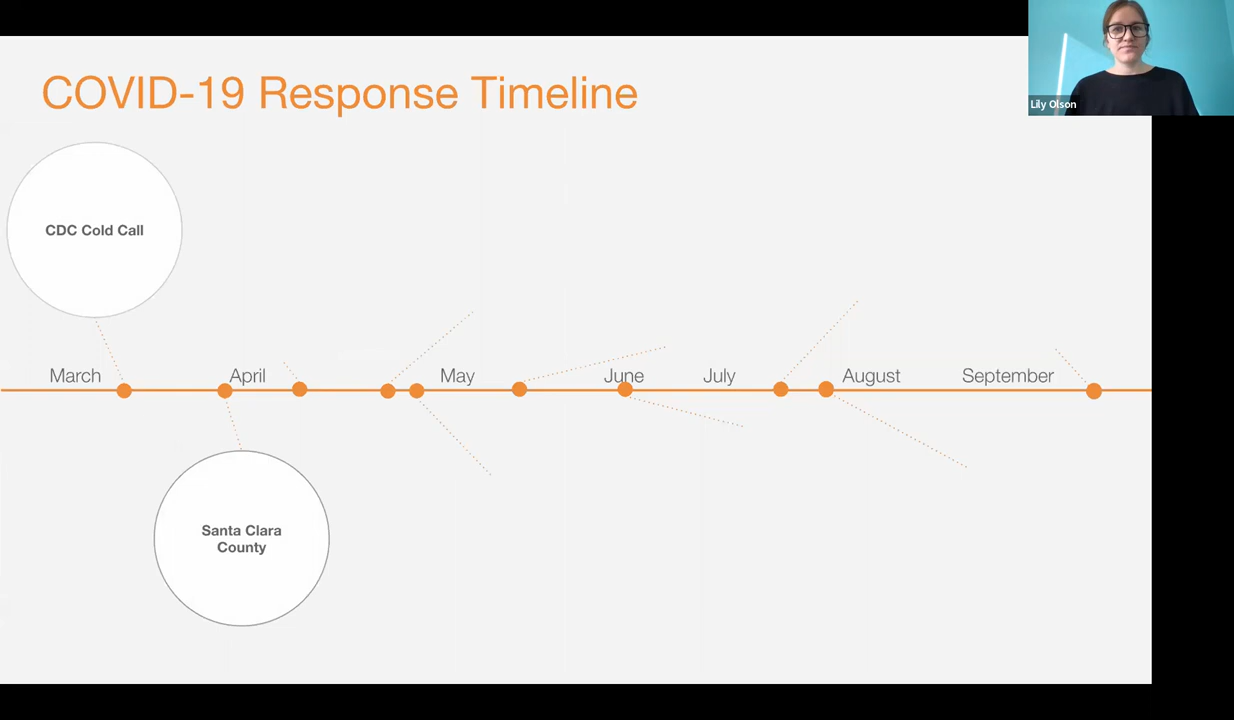 COVID-19 Response Timeline
Lily Olson
CDC Cold Call
March
April
May
June
July
August
September
Santa Clara
County